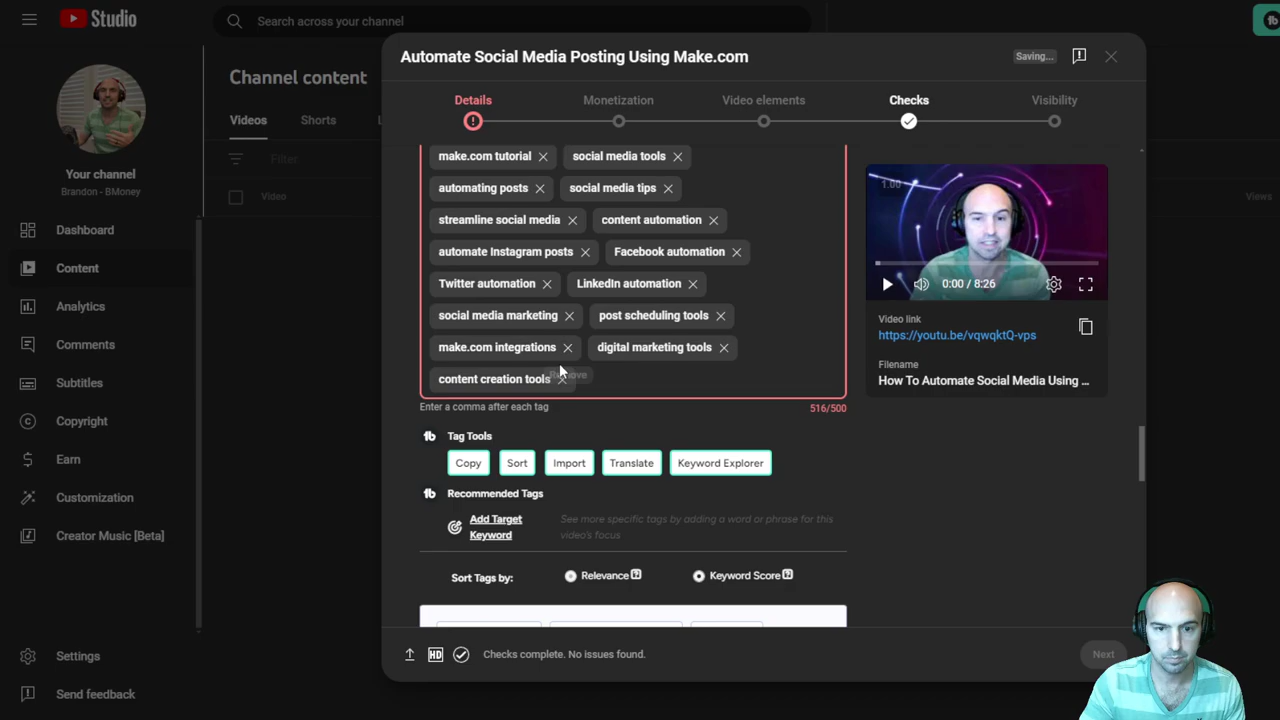 Studio
Search across your channel
tb
Automate Social Media Posting Using Make.com
Saving...
Channel content
Details
Monetization
Video elements
Checks
Visibility
Videos
Shorts
L
Filter
Video
Views
Your channel
Brandon - BMoney
Dashboard
Content
Analytics
Comments
Subtitles
Copyright
Earn
Customization
Creator Music [Beta]
Settings
Send feedback
make.com tutorial
social media tools
automating posts
social media tips
streamline social media
content automation
automate Instagram posts
Facebook automation
Twitter automation
LinkedIn automation
social media marketing
post scheduling tools
make.com integrations
digital marketing tools
content creation tools
Remove
Enter a comma after each tag
516/500
tb Tag Tools
Copy
Sort
Import
Translate
Keyword Explorer
tb Recommended Tags
Add Target
Keyword
See more specific tags by adding a word or phrase for this
video's focus
Sort Tags by:
Relevance
Keyword Score
1.00
0:00 / 8:26
Video link
https://youtu.be/vqwqktQ-vps
Filename
How To Automate Social Media Using ...
HD
Checks complete. No issues found.
Next